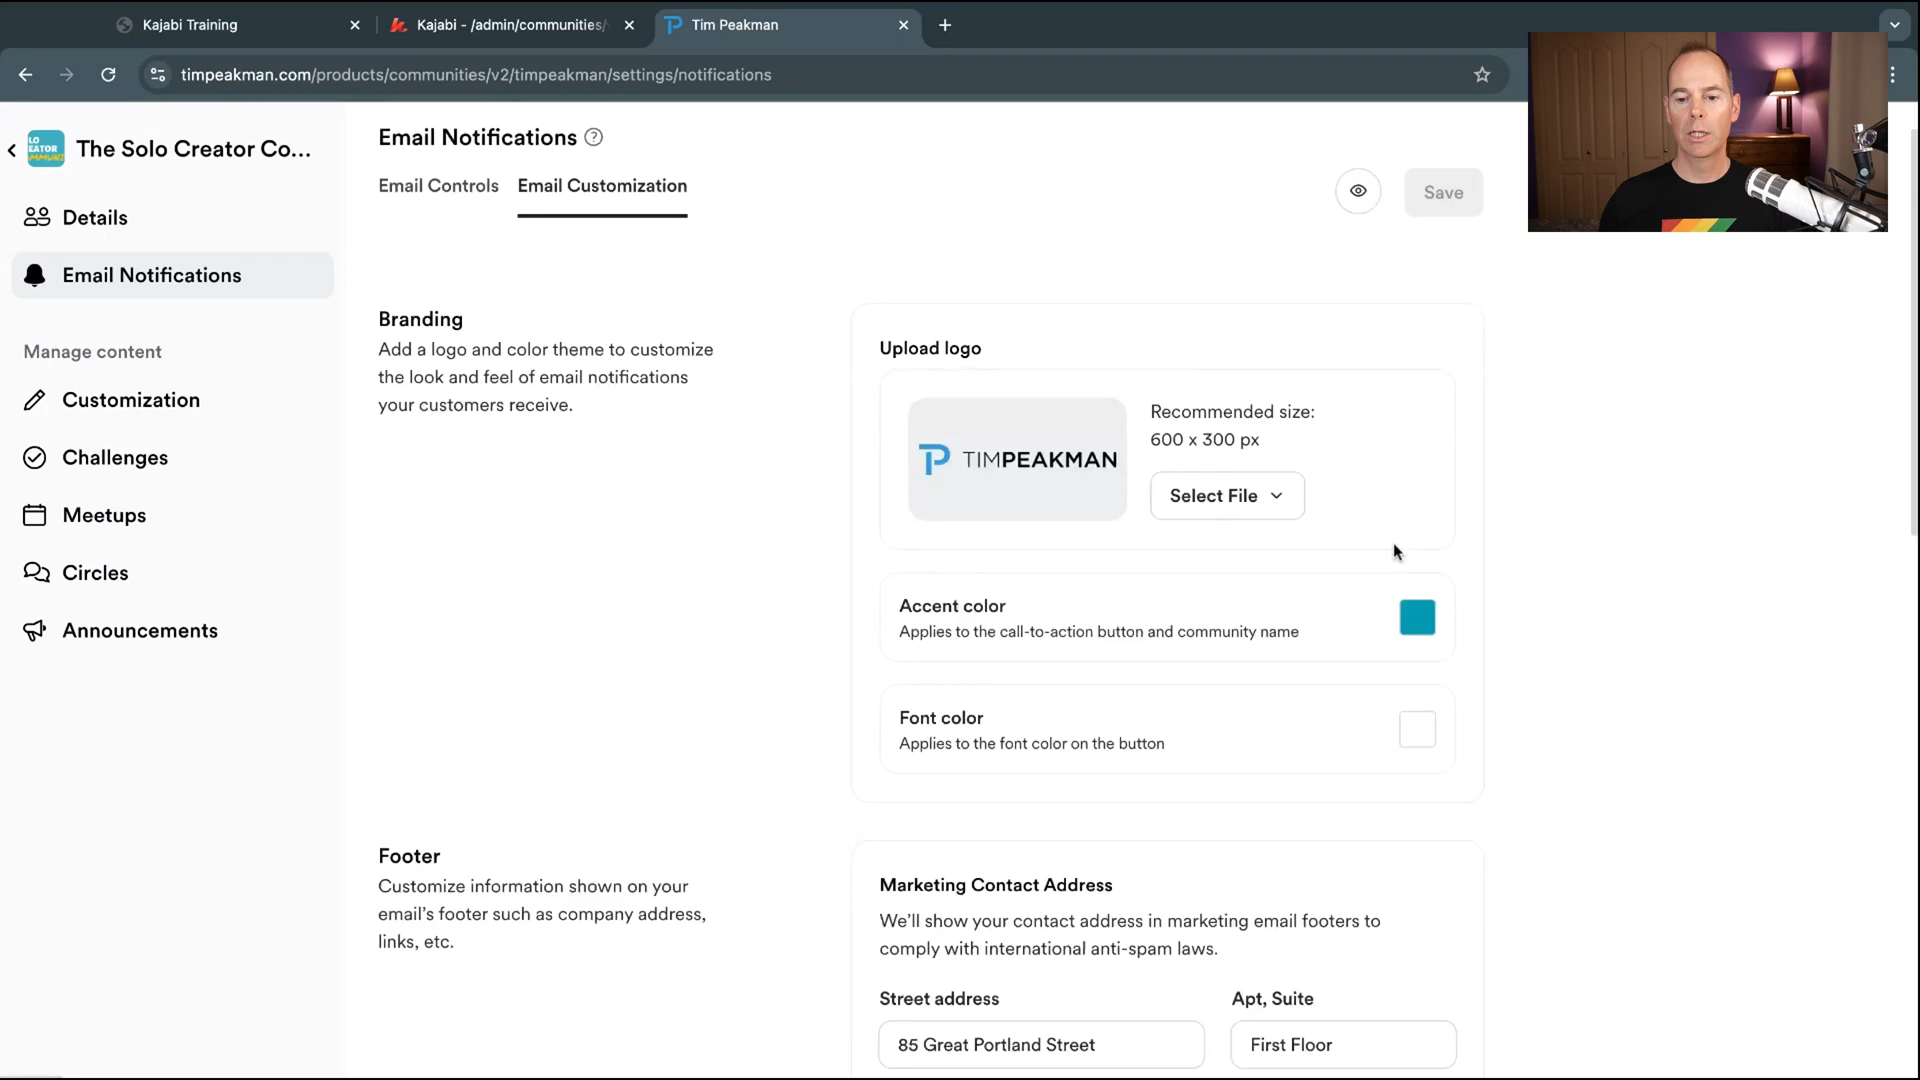 Kajabi Training
Kajabi - /admin/communities/
Tim Peakman
timpeakman.com/products/communities/v2/timpeakman/settings/notifications
LO
EATOR
MMUNI
The Solo Creator Co...
Details
Email Notifications
Manage content
Customization
Challenges
Meetups
Circles
Announcements
Email Notifications
Email Controls
Email Customization
Save
Branding
Add a logo and color theme to customize
the look and feel of email notifications
your customers receive.
Upload logo
TIMPEAKMAN
Recommended size:
600 x 300 px
Select File
Accent color
Applies to the call-to-action button and community name
Font color
Applies to the font color on the button
Footer
Customize information shown on your
email's footer such as company address,
links, etc.
Marketing Contact Address
We'll show your contact address in marketing email footers to
comply with international anti-spam laws.
Street address
Apt, Suite
85 Great Portland Street
First Floor